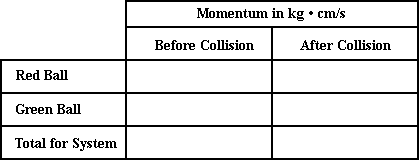 Momentum in kg • cm/s
Before Collision After Collision
Red Ball
Green Ball
Total for System